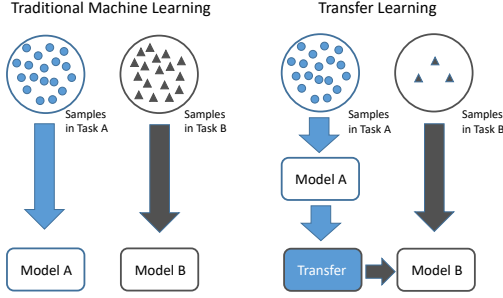 Traditional Machine Learning
Samples
in Task A
Samples
in Task B
Model A
Model B
Transfer Learning
Samples
in Task A
Samples
in Task B
Model A
Transfer
Model B